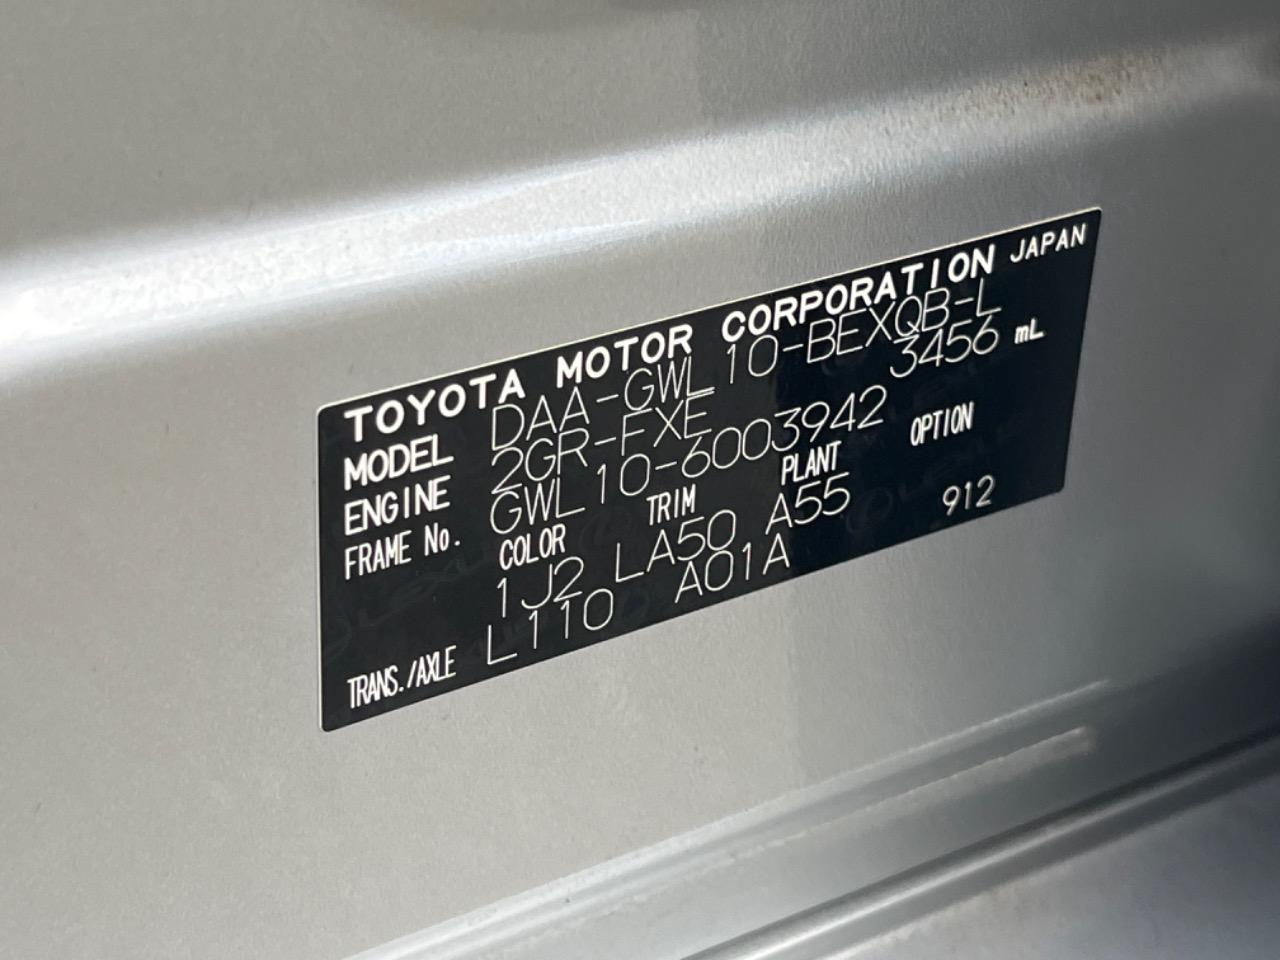 TOYOTA MOTOR CORPORATION JAPAN
MODEL DAA-GWL10-BEXQB-L
ENGINE 2GR-FXE 3456 mL
FRAME No. GWL10-6003942
COLOR TRIM PLANT OPTION
1J2 LA50 A55 912
TRANS./AXLE L110 A01A